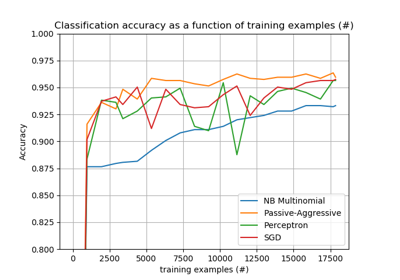 Classification accuracy as a function of training examples (#)
1.000
0.975
0.950
0.925
0.900
0.875
0.850
0.825
0.800
Accuracy
NB Multinomial
Passive-Aggressive
Perceptron
SGD
0
2500
5000
7500
10000
12500
15000
17500
training examples (#)